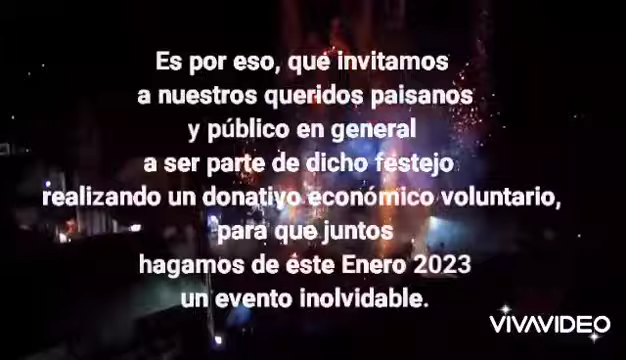 Es por eso, que invitamos
a nuestros queridos paisanos
y público en general
a ser parte de dicho festejo
realizando un donativo económico voluntario,
para que juntos
hagamos de éste Enero 2023
un evento inolvidable.
VIVAVIDEO